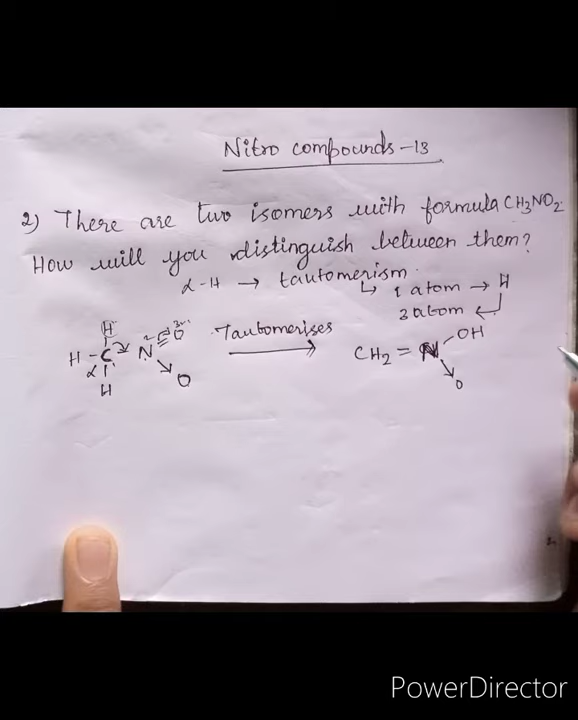 Nitro compounds-13
2) There are two isomers with formula CH3NO2.
How will you distinguish between them?
α-H → tautomerism.
↳ 1 atom → H
3 atom ↵
H
H - C N = O Tautomerises CH2 = N - OH
α
H O O
PowerDirector